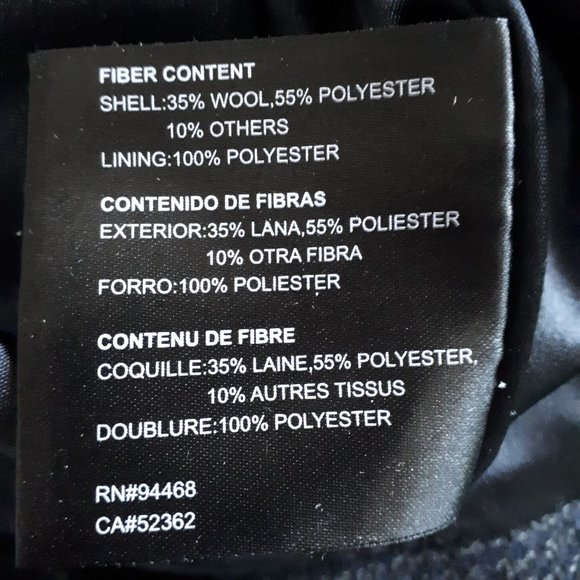 FIBER CONTENT
SHELL:35% WOOL,55% POLYESTER
10% OTHERS
LINING:100% POLYESTER
CONTENIDO DE FIBRAS
EXTERIOR:35% LANA,55% POLIESTER
10% OTRA FIBRA
FORRO:100% POLIESTER
CONTENU DE FIBRE
COQUILLE:35% LAINE,55% POLYESTER,
10% AUTRES TISSUS
DOUBLURE:100% POLYESTER
RN#94468
CA#52362